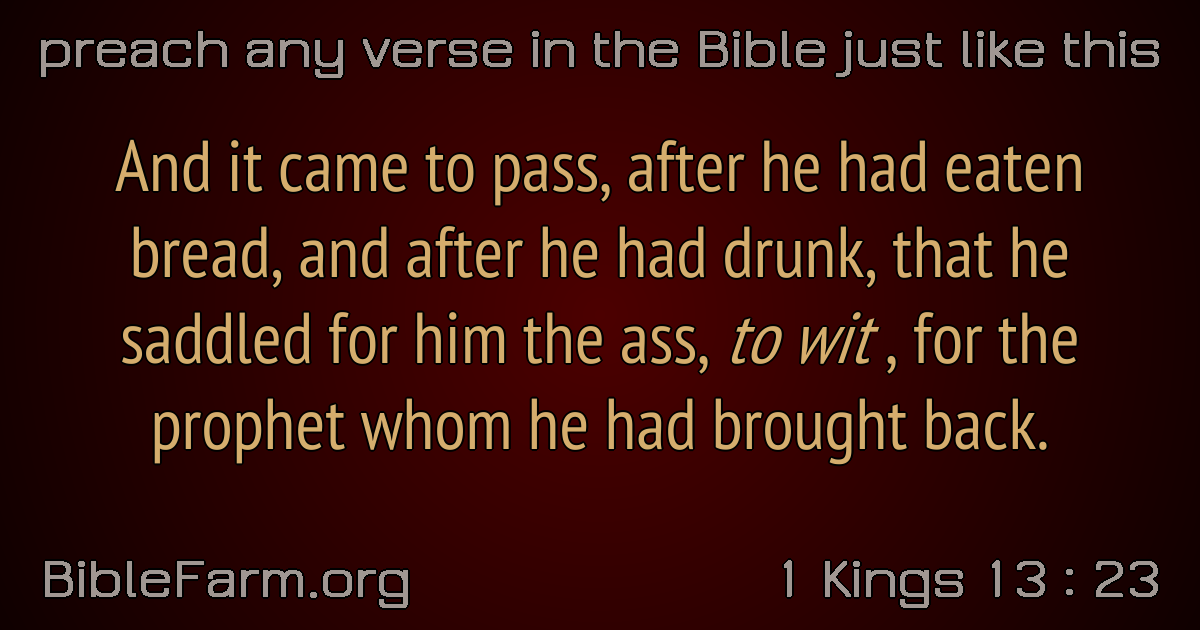 preach any verse in the Bible just like this
And it came to pass, after he had eaten
bread, and after he had drunk, that he
saddled for him the ass, to wit , for the
prophet whom he had brought back.
BibleFarm.org
1 Kings 13 : 23